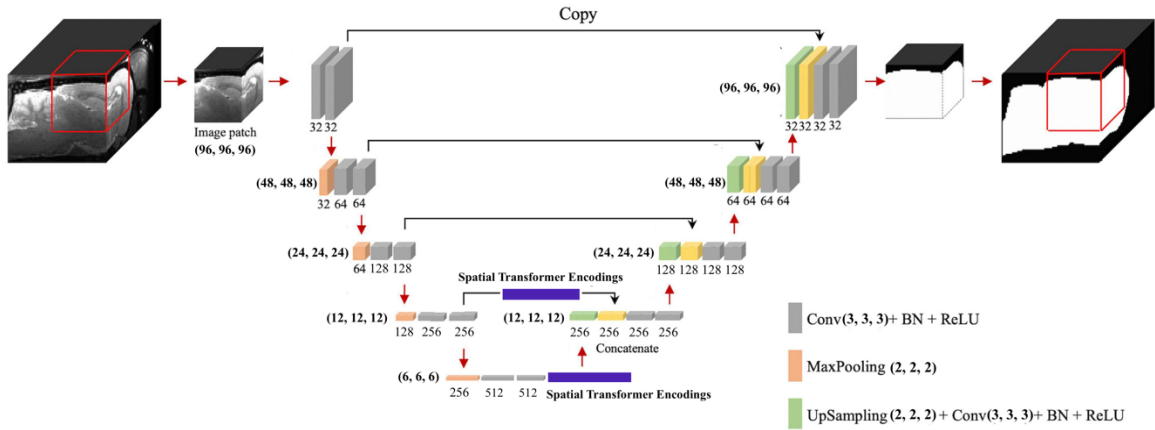 Copy
Image patch
(96, 96, 96)
32 32
(96, 96, 96)
32 32 32 32
(48, 48, 48)
32 64 64
(48, 48, 48)
64 64 64 64
(24, 24, 24)
64 128 128
(24, 24, 24)
128 128 128 128
Spatial Transformer Encodings
(12, 12, 12)
128 256 256
(12, 12, 12)
256 256 256 256
Concatenate
(6, 6, 6)
256 512 512
Spatial Transformer Encodings
Conv(3, 3, 3)+ BN + ReLU
MaxPooling (2, 2, 2)
UpSampling (2, 2, 2) + Conv(3, 3, 3) + BN + ReLU